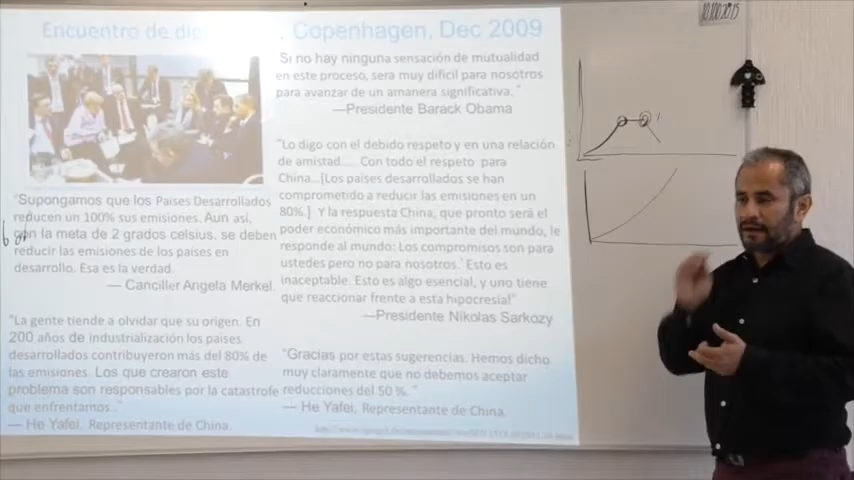 Encuentro de dig Copenhagen, Dec 2009
"Supongamos que los Paises Desarrollados
reducen un 100% sus emisiones. Aun asi,
con la meta de 2 grados celsius, se deben
reducir las emisiones de los paises en
desarrollo. Esa es la verdad.
— Canciller Angela Merkel.
"La gente tiende a olvidar que su origen. En
200 años de industrialización los países
desarrollados contribuyeron más del 80% de
las emisiones. Los que crearon este
problema son responsables por la catastrofe
que enfrentamos."
— He Yafei, Representante de China.
Si no hay ninguna sensación de mutualidad
en este proceso, sera muy dificil para nosotros
para avanzar de un amanera significativa."
—Presidente Barack Obama
"Lo digo con el debido respeto y en una relación
de amistad..... Con todo el respeto para
China...[Los países desarrollados se han
comprometido a reducir las emisiones en un
80%.] Y la respuesta China, que pronto será el
poder económico más importante del mundo, le
responde al mundo: Los compromisos son para
ustedes pero no para nosotros.' Esto es
inaceptable. Esto es algo esencial, y uno tiene
que reaccionar frente a esta hipocresia!"
—Presidente Nikolas Sarkozy
"Gracias por estas sugerencias. Hemos dicho
muy claramente que no debemos aceptar
reducciones del 50 %."
— He Yafei, Representante de China.